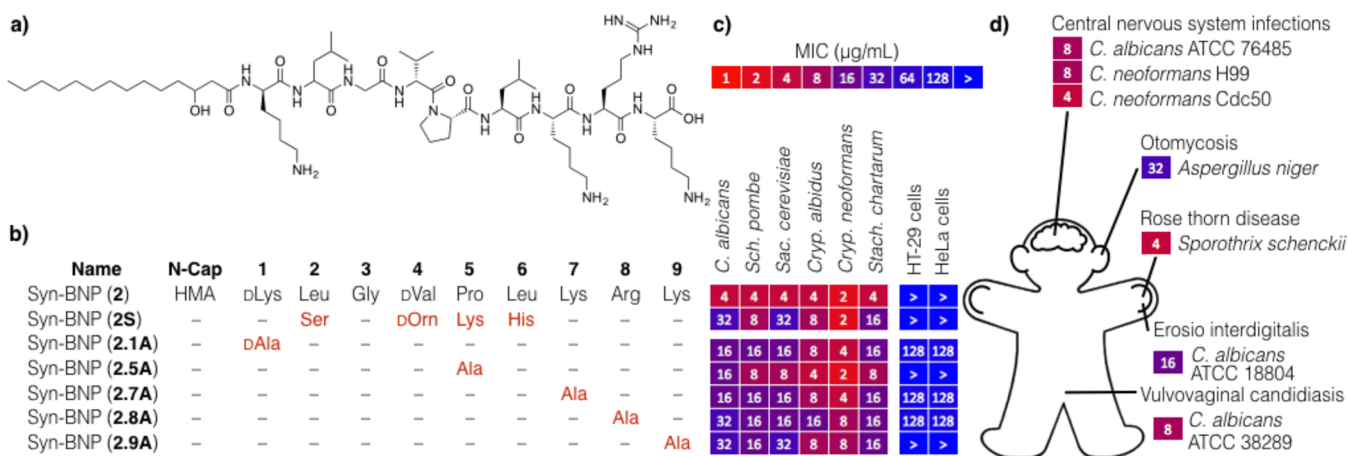 a)
OH
O
H
N
O
NH₂
N
H
O
H
N
O
N
H
O
N
O
N
H
O
H
N
O
NH₂
N
H
O
HN
NH₂
HN
H
N
O
OH
NH₂
b)
Name N-Cap 1 2 3 4 5 6 7 8 9
Syn-BNP (2) HMA DLys Leu Gly DVal Pro Leu Lys Arg Lys
Syn-BNP (2S) – – Ser – DOrn Lys His – – –
Syn-BNP (2.1A) – DAla – – – – – – – –
Syn-BNP (2.5A) – – – – – Ala – – – –
Syn-BNP (2.7A) – – – – – – – Ala – –
Syn-BNP (2.8A) – – – – – – – – Ala –
Syn-BNP (2.9A) – – – – – – – – – Ala
c)
MIC (µg/mL)
1 2 4 8 16 32 64 128 >
C. albicans
Sch. pombe
Sac. cerevisiae
Cryp. albidus
Cryp. neoformans
Stach. chartarum
HT-29 cells
HeLa cells
4 4 4 4 2 4 > >
32 8 32 8 2 16 > >
16 16 16 8 4 16 128 128
16 8 8 4 2 8 > >
16 16 16 8 4 16 128 128
32 16 16 16 8 16 128 128
32 16 32 8 8 16 > >
d)
Central nervous system infections
8 C. albicans ATCC 76485
8 C. neoformans H99
4 C. neoformans Cdc50
Otomycosis
32 Aspergillus niger
Rose thorn disease
4 Sporothrix schenckii
Erosio interdigitalis
16 C. albicans
ATCC 18804
Vulvovaginal candidiasis
8 C. albicans
ATCC 38289